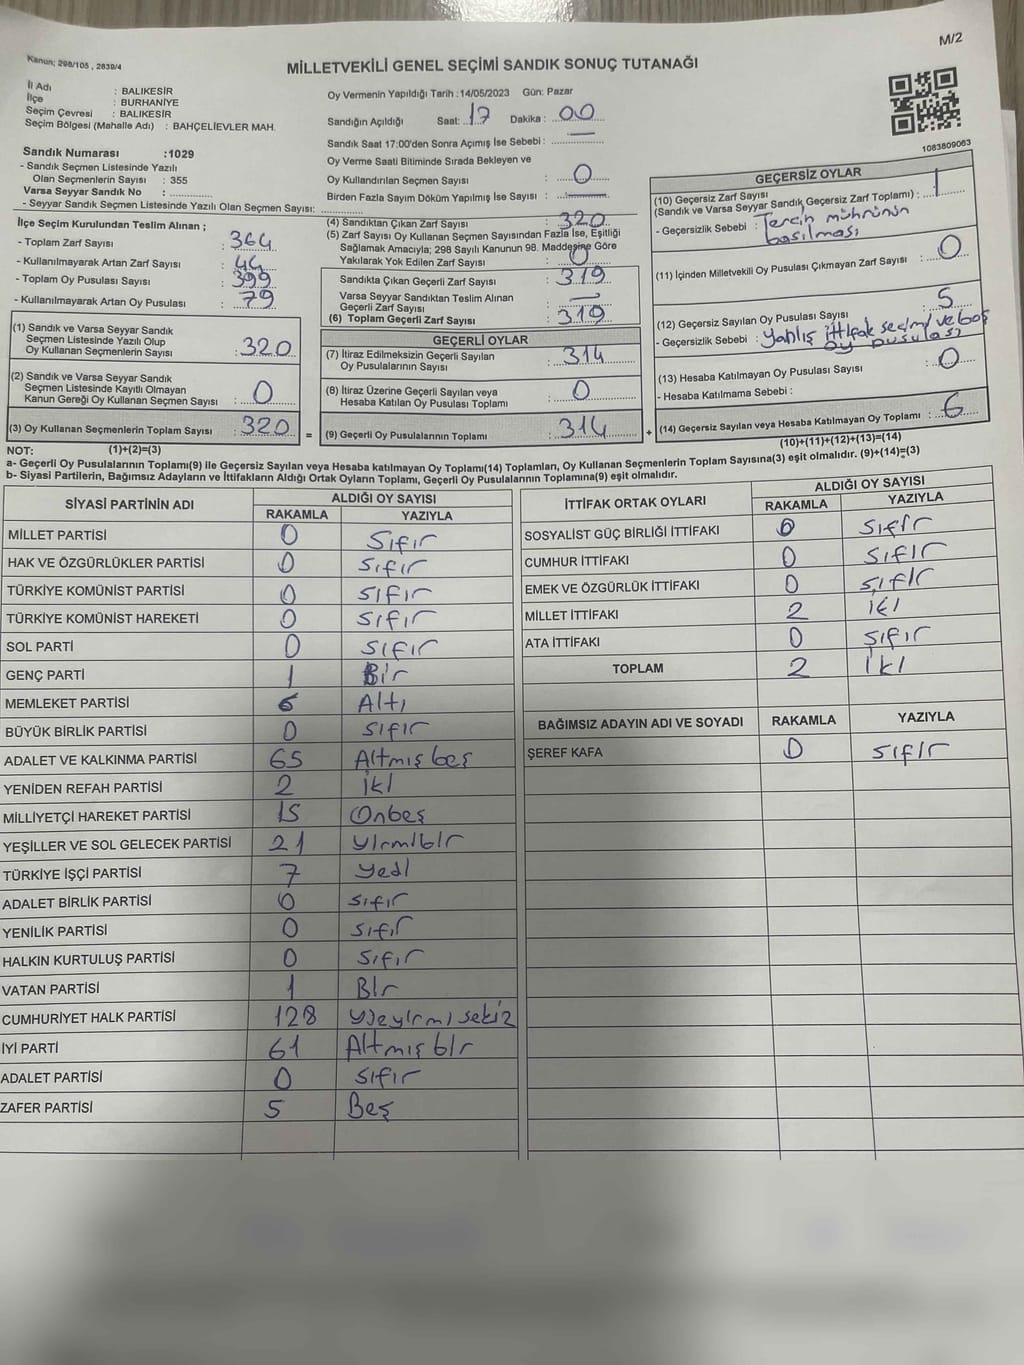 M/2
Kanun; 298/105 , 2839/4
MİLLETVEKİLİ GENEL SEÇİMİ SANDIK SONUÇ TUTANAĞI
İl Adı : BALIKESİR
İlçe : BURHANİYE
Seçim Çevresi : BALIKESİR
Seçim Bölgesi (Mahalle Adı) : BAHÇELİEVLER MAH.
Sandık Numarası :1029
- Sandık Seçmen Listesinde Yazılı
Olan Seçmenlerin Sayısı : 355
Varsa Seyyar Sandık No :
- Seyyar Sandık Seçmen Listesinde Yazılı Olan Seçmen Sayısı:
Oy Vermenin Yapıldığı Tarih :14/05/2023 Gün: Pazar
Sandığın Açıldığı Saat: 17 Dakika : 00
Sandık Saat 17:00'den Sonra Açımış İse Sebebi :
Oy Verme Saati Bitiminde Sırada Bekleyen ve
Oy Kullandırılan Seçmen Sayısı : 0
Birden Fazla Sayım Döküm Yapılmış İse Sayısı :
1083809063
İlçe Seçim Kurulundan Teslim Alınan ;
- Toplam Zarf Sayısı : 364
- Kullanılmayarak Artan Zarf Sayısı : 44
- Toplam Oy Pusulası Sayısı : 399
- Kullanılmayarak Artan Oy Pusulası : 79
(1) Sandık ve Varsa Seyyar Sandık
Seçmen Listesinde Yazılı Olup
Oy Kullanan Seçmenlerin Sayısı : 320
(2) Sandık ve Varsa Seyyar Sandık
Seçmen Listesinde Kayıtlı Olmayan
Kanun Gereği Oy Kullanan Seçmen Sayısı : 0
(3) Oy Kullanan Seçmenlerin Toplam Sayısı : 320
(1)+(2)=(3)
(4) Sandıktan Çıkan Zarf Sayısı : 320
(5) Zarf Sayısı Oy Kullanan Seçmen Sayısından Fazla İse, Eşitliği
Sağlamak Amacıyla; 298 Sayılı Kanunun 98. Maddesine Göre
Yakılarak Yok Edilen Zarf Sayısı : 0
Sandıkta Çıkan Geçerli Zarf Sayısı : 319
Varsa Seyyar Sandıktan Teslim Alınan
Geçerli Zarf Sayısı :
(6) Toplam Geçerli Zarf Sayısı : 319
GEÇERLİ OYLAR
(7) İtiraz Edilmeksizin Geçerli Sayılan
Oy Pusulalarının Sayısı : 314
(8) İtiraz Üzerine Geçerli Sayılan veya
Hesaba Katılan Oy Pusulası Toplamı : 0
= (9) Geçerli Oy Pusulalarının Toplamı : 314 +
GEÇERSİZ OYLAR
(10) Geçersiz Zarf Sayısı
(Sandık ve Varsa Seyyar Sandık Geçersiz Zarf Toplamı) : 1
- Geçersizlik Sebebi : Tercih mührünün
basılması
(11) İçinden Milletvekili Oy Pusulası Çıkmayan Zarf Sayısı : 0
(12) Geçersiz Sayılan Oy Pusulası Sayısı : 5
- Geçersizlik Sebebi : Yanlış ittifak seçimi ve boş
oy pusulası
(13) Hesaba Katılmayan Oy Pusulası Sayısı : 0
- Hesaba Katılmama Sebebi :
(14) Geçersiz Sayılan veya Hesaba Katılmayan Oy Toplamı : 6
(10)+(11)+(12)+(13)=(14)
NOT:
a- Geçerli Oy Pusulalarının Toplamı(9) ile Geçersiz Sayılan veya Hesaba katılmayan Oy Toplamı(14) Toplamları, Oy Kullanan Seçmenlerin Toplam Sayısına(3) eşit olmalıdır. (9)+(14)=(3)
b- Siyasi Partilerin, Bağımsız Adayların ve İttifakların Aldığı Ortak Oyların Toplamı, Geçerli Oy Pusulalarının Toplamına(9) eşit olmalıdır.
SİYASİ PARTİNİN ADI ALDIĞI OY SAYISI
RAKAMLA YAZIYLA
MİLLET PARTİSİ 0 Sıfır
HAK VE ÖZGÜRLÜKLER PARTİSİ 0 Sıfır
TÜRKİYE KOMÜNİST PARTİSİ 0 SIFIR
TÜRKİYE KOMÜNİST HAREKETİ 0 SIFIR
SOL PARTİ 0 SIFIR
GENÇ PARTİ 1 Bir
MEMLEKET PARTİSİ 6 Altı
BÜYÜK BİRLİK PARTİSİ 0 SIFIR
ADALET VE KALKINMA PARTİSİ 65 Altmış beş
YENİDEN REFAH PARTİSİ 2 İki
MİLLİYETÇİ HAREKET PARTİSİ 15 Onbeş
YEŞİLLER VE SOL GELECEK PARTİSİ 21 Yirmibir
TÜRKİYE İŞÇİ PARTİSİ 7 Yedi
ADALET BİRLİK PARTİSİ 0 Sıfır
YENİLİK PARTİSİ 0 Sıfır
HALKIN KURTULUŞ PARTİSİ 0 Sıfır
VATAN PARTİSİ 1 Bir
CUMHURİYET HALK PARTİSİ 128 Yüzyirmi sekiz
İYİ PARTİ 61 Altmış bir
ADALET PARTİSİ 0 Sıfır
ZAFER PARTİSİ 5 Beş
İTTİFAK ORTAK OYLARI ALDIĞI OY SAYISI
RAKAMLA YAZIYLA
SOSYALİST GÜÇ BİRLİĞİ İTTİFAKI 0 Sıfır
CUMHUR İTTİFAKI 0 Sıfır
EMEK VE ÖZGÜRLÜK İTTİFAKI 0 Sıfır
MİLLET İTTİFAKI 2 İki
ATA İTTİFAKI 0 Sıfır
TOPLAM 2 İki
BAĞIMSIZ ADAYIN ADI VE SOYADI RAKAMLA YAZIYLA
ŞEREF KAFA 0 Sıfır